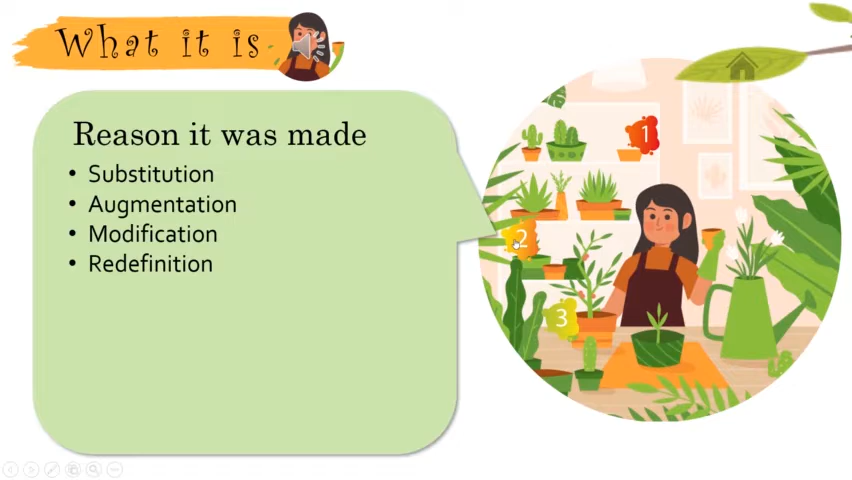 What it is
Reason it was made
• Substitution
• Augmentation
• Modification
• Redefinition
1
2
3